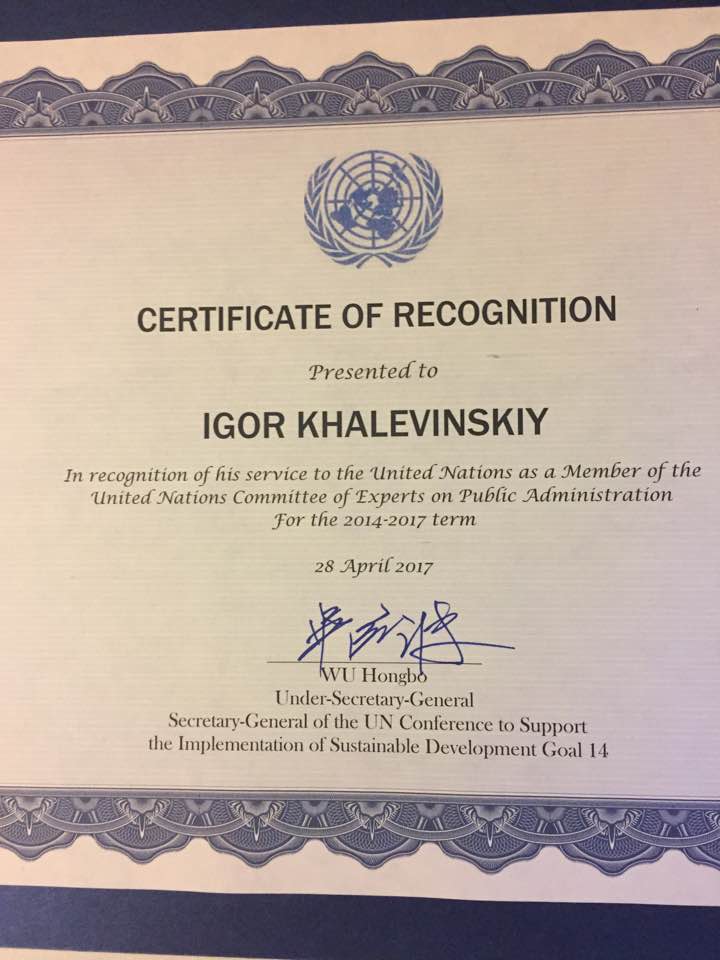 CERTIFICATE OF RECOGNITION
Presented to
IGOR KHALEVINSKIY
In recognition of his service to the United Nations as a Member of the
United Nations Committee of Experts on Public Administration
For the 2014-2017 term
28 April 2017
WU Hongbo
Under-Secretary-General
Secretary-General of the UN Conference to Support
the Implementation of Sustainable Development Goal 14